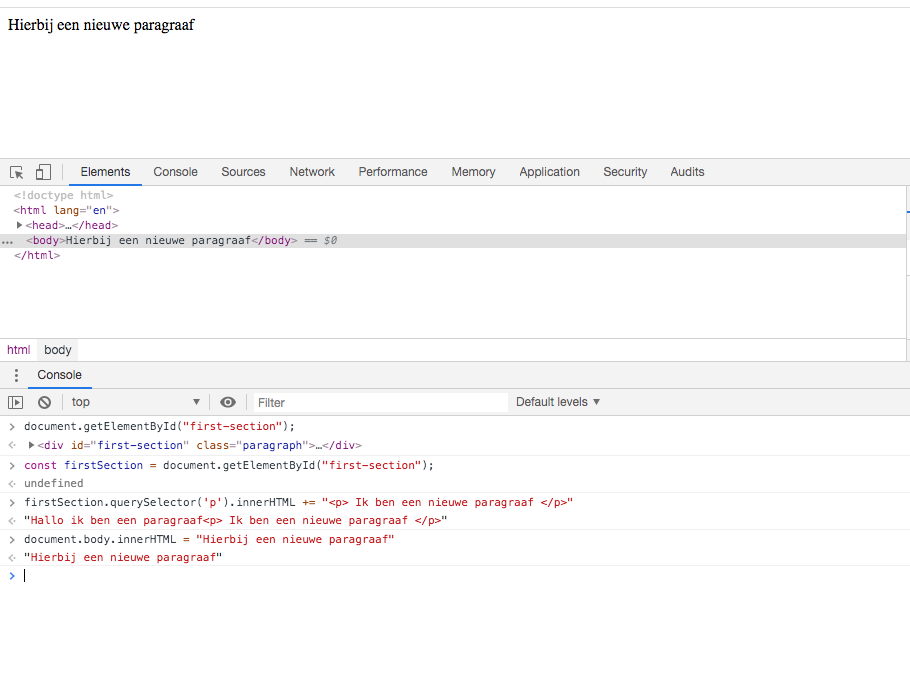 Hierbij een nieuwe paragraaf
Elements Console Sources Network Performance Memory Application Security Audits
<!doctype html>
<html lang="en">
<head>…</head>
... <body>Hierbij een nieuwe paragraaf</body> == $0
</html>
html body
Console
top Filter Default levels
document.getElementById("first-section");
<div id="first-section" class="paragraph">…</div>
const firstSection = document.getElementById("first-section");
undefined
firstSection.querySelector('p').innerHTML += "<p> Ik ben een nieuwe paragraaf </p>"
"Hallo ik ben een paragraaf<p> Ik ben een nieuwe paragraaf </p>"
document.body.innerHTML = "Hierbij een nieuwe paragraaf"
"Hierbij een nieuwe paragraaf"